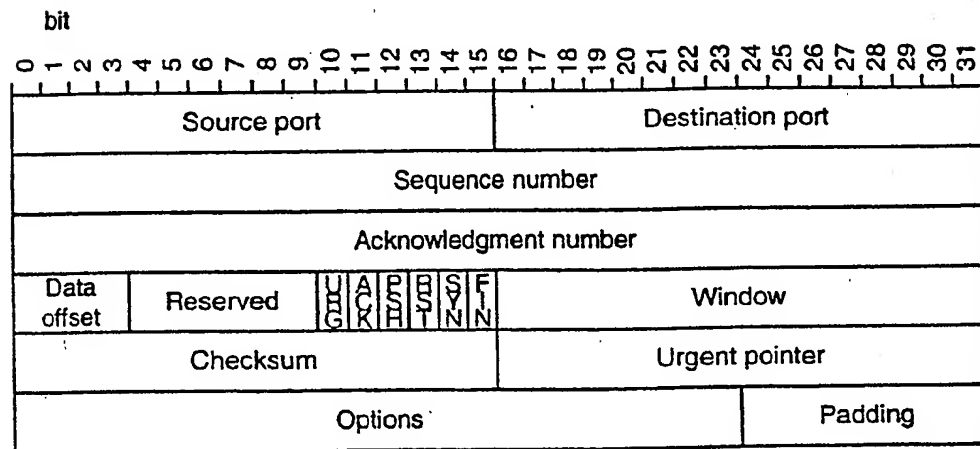 bit
0 1 2 3 4 5 6 7 8 9 10 11 12 13 14 15 16 17 18 19 20 21 22 23 24 25 26 27 28 29 30 31
Source port Destination port
Sequence number
Acknowledgment number
Data offset Reserved URG ACK PSH RST SYN FIN Window
Checksum Urgent pointer
Options Padding